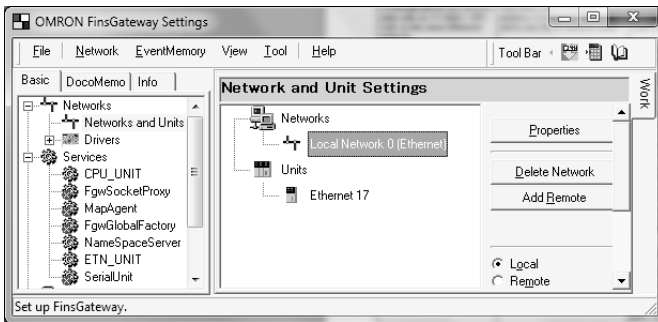 OMRON FinsGateway Settings
File Network EventMemory View Tool Help Tool Bar
Basic DocoMemo Info
Networks
Networks and Units
Drivers
Services
CPU_UNIT
FgwSocketProxy
MapAgent
FgwGlobalFactory
NameSpaceServer
ETN_UNIT
SerialUnit
Network and Unit Settings
Networks
Local Network 0 (Ethernet)
Units
Ethernet 17
Properties
Delete Network
Add Remote
Local
Remote
Work
Set up FinsGateway.